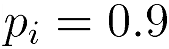 p_i = 0.9